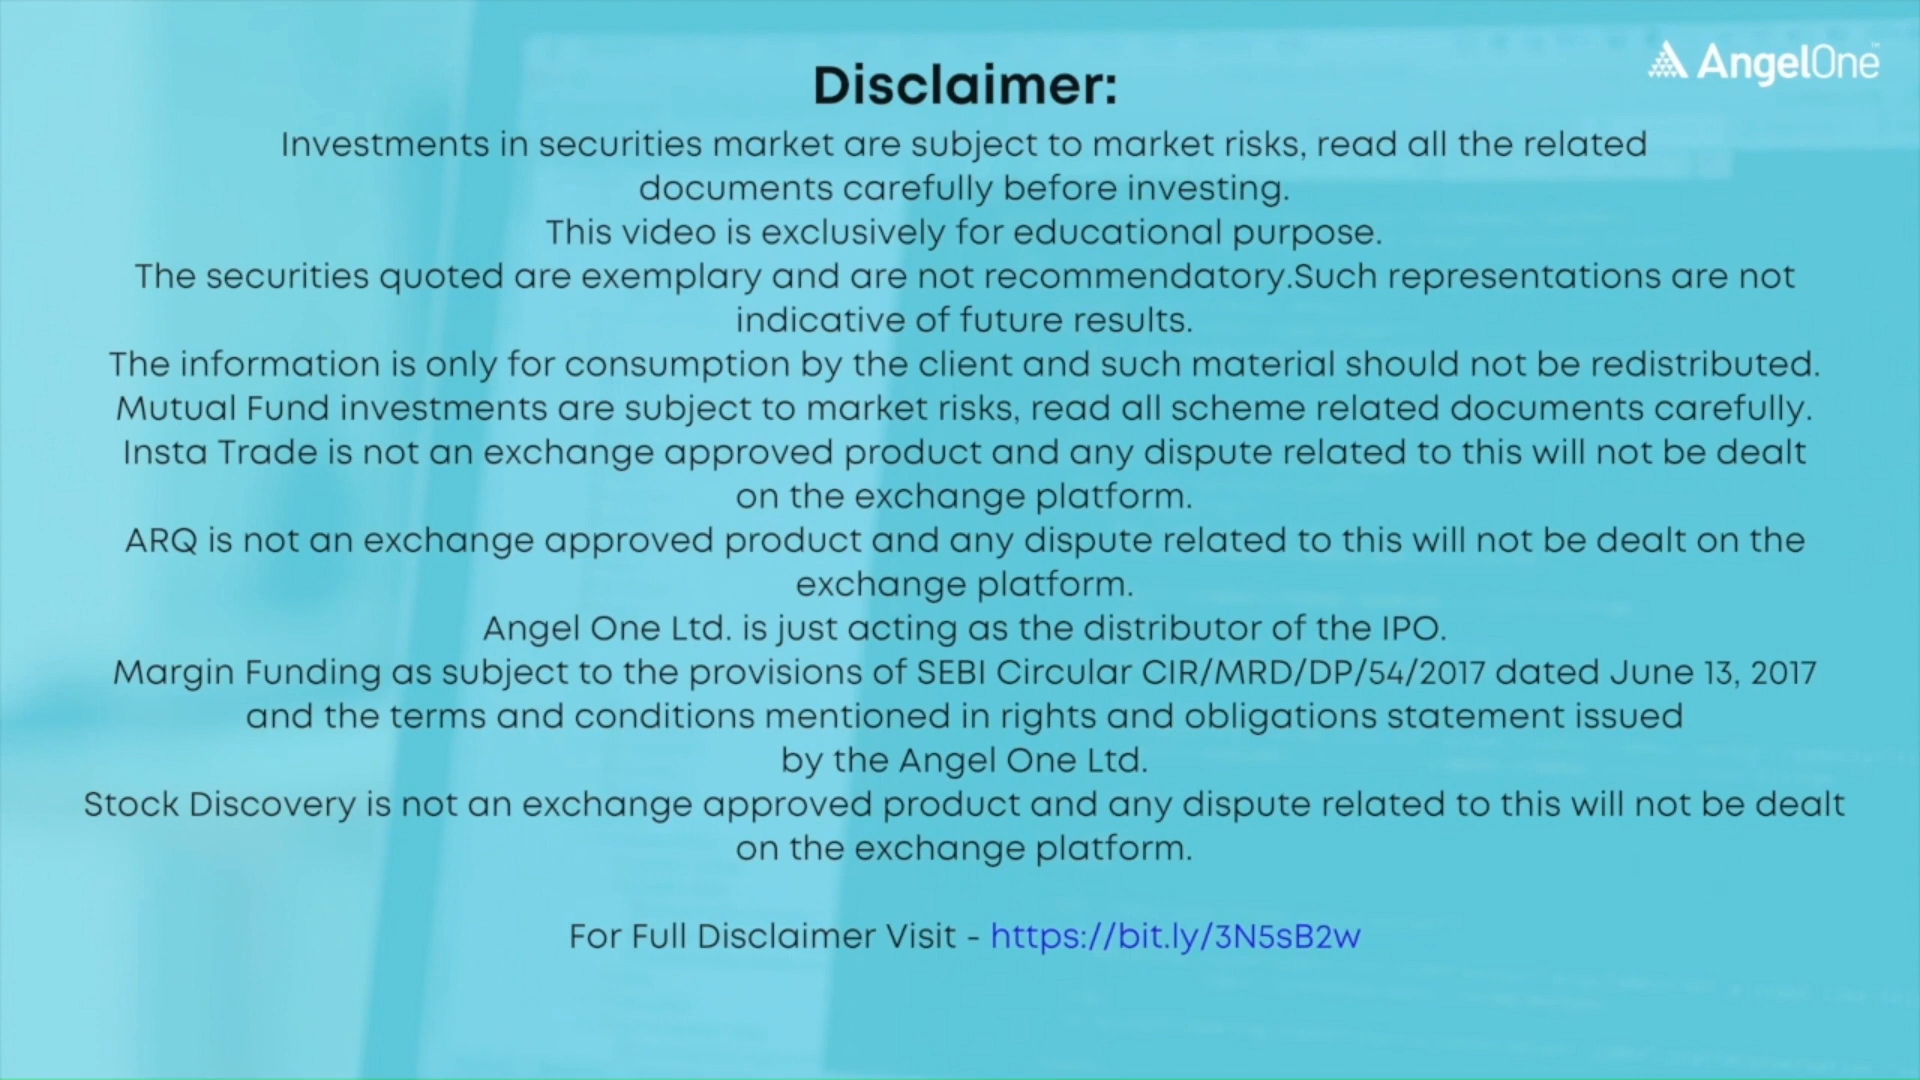 AngelOne™
Disclaimer:
Investments in securities market are subject to market risks, read all the related
documents carefully before investing.
This video is exclusively for educational purpose.
The securities quoted are exemplary and are not recommendatory.Such representations are not
indicative of future results.
The information is only for consumption by the client and such material should not be redistributed.
Mutual Fund investments are subject to market risks, read all scheme related documents carefully.
Insta Trade is not an exchange approved product and any dispute related to this will not be dealt
on the exchange platform.
ARQ is not an exchange approved product and any dispute related to this will not be dealt on the
exchange platform.
Angel One Ltd. is just acting as the distributor of the IPO.
Margin Funding as subject to the provisions of SEBI Circular CIR/MRD/DP/54/2017 dated June 13, 2017
and the terms and conditions mentioned in rights and obligations statement issued
by the Angel One Ltd.
Stock Discovery is not an exchange approved product and any dispute related to this will not be dealt
on the exchange platform.
For Full Disclaimer Visit - https://bit.ly/3N5sB2w